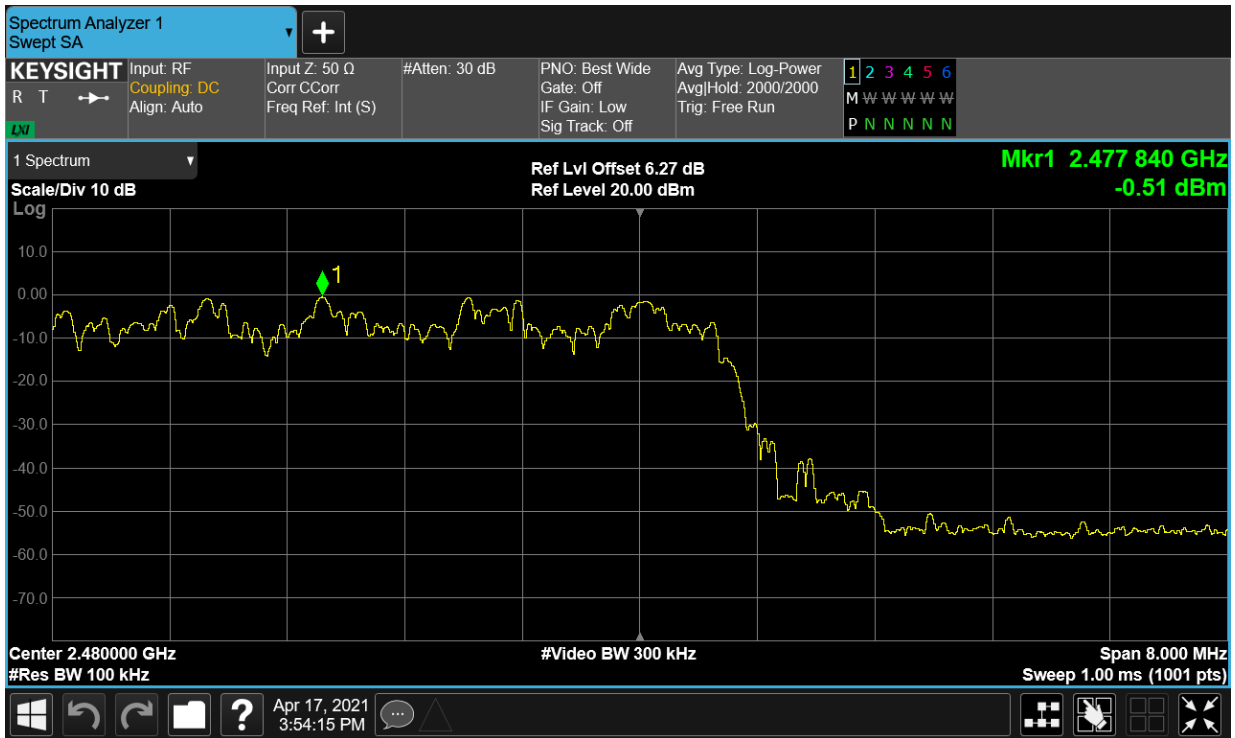 Spectrum Analyzer 1
Swept SA
▼
+
KEYSIGHT
R T
LXI
Input: RF
Coupling: DC
Align: Auto
Input Z: 50 Ω
Corr CCorr
Freq Ref: Int (S)
#Atten: 30 dB
PNO: Best Wide
Gate: Off
IF Gain: Low
Sig Track: Off
Avg Type: Log-Power
Avg|Hold: 2000/2000
Trig: Free Run
1 2 3 4 5 6
M W W W W W
P N N N N N
1 Spectrum ▼
Scale/Div 10 dB
Log
Ref Lvl Offset 6.27 dB
Ref Level 20.00 dBm
Mkr1 2.477 840 GHz
-0.51 dBm
1
10.0
0.00
-10.0
-20.0
-30.0
-40.0
-50.0
-60.0
-70.0
Center 2.480000 GHz
#Res BW 100 kHz
#Video BW 300 kHz
Span 8.000 MHz
Sweep 1.00 ms (1001 pts)
?
Apr 17, 2021
3:54:15 PM